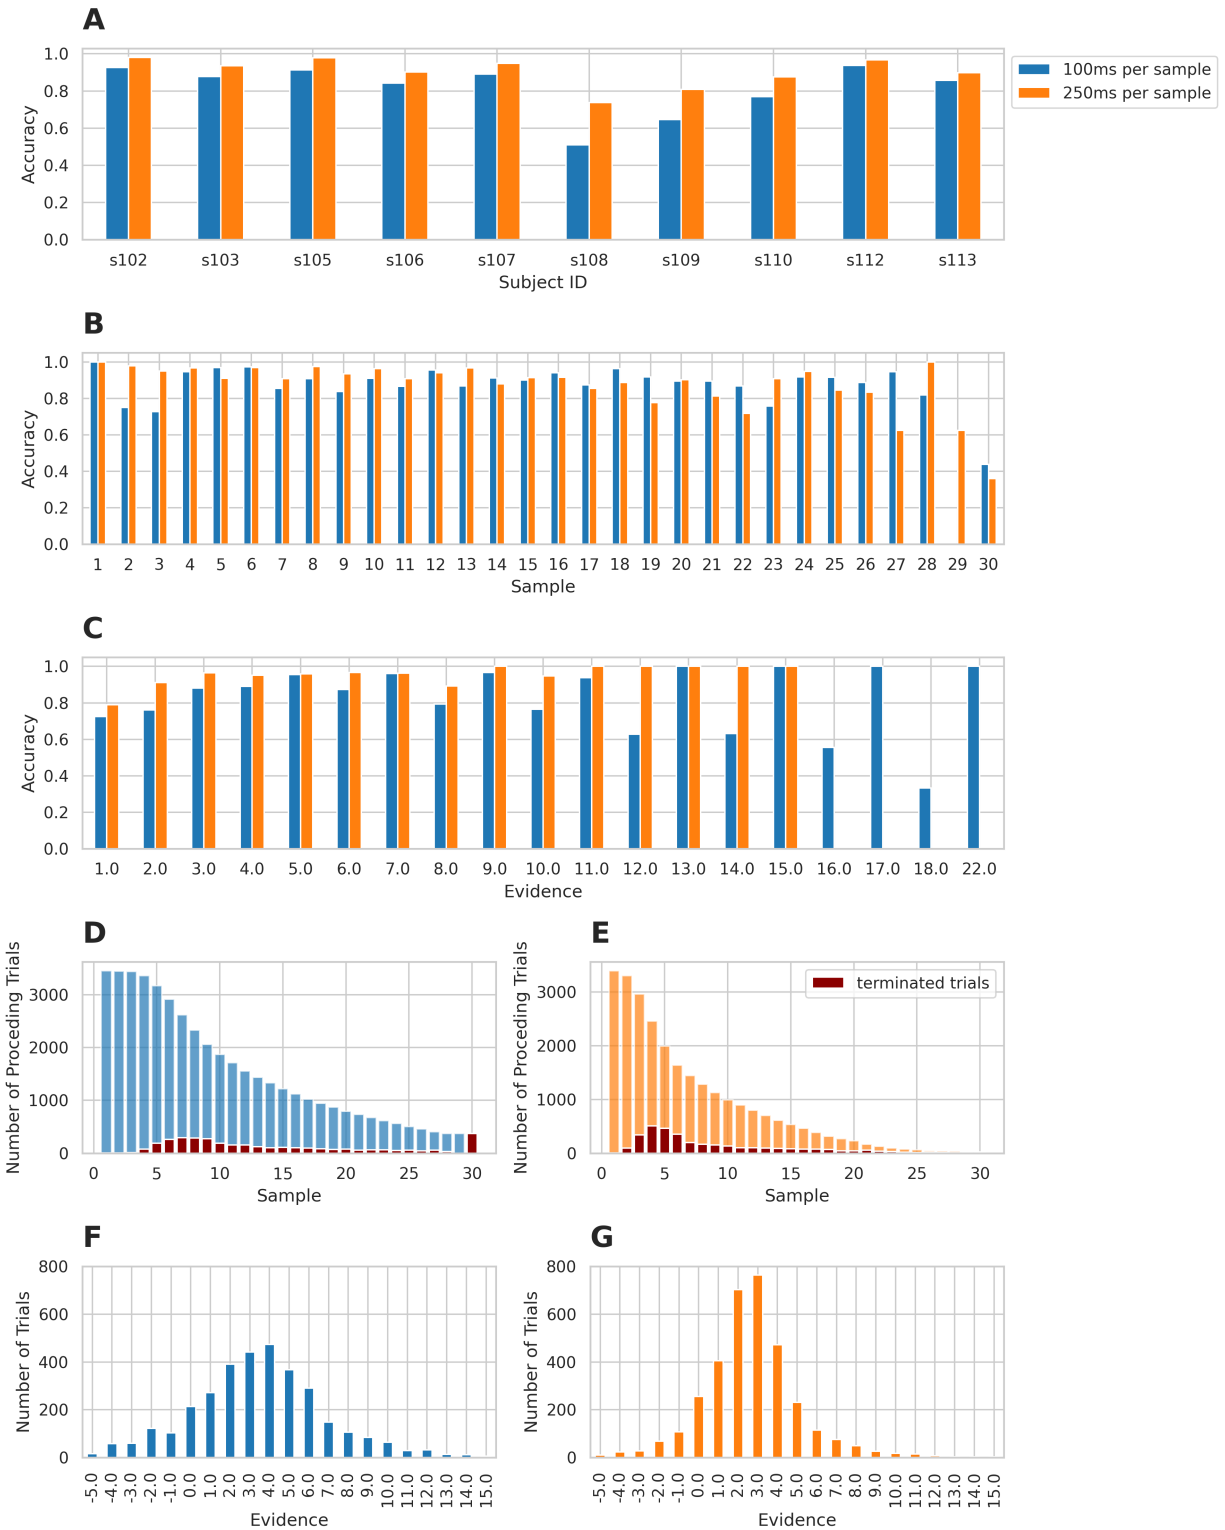 A
1.0
0.8
0.6
0.4
0.2
0.0
Accuracy
s102 s103 s105 s106 s107 s108 s109 s110 s112 s113
Subject ID
100ms per sample
250ms per sample
B
1.0
0.8
0.6
0.4
0.2
0.0
Accuracy
1 2 3 4 5 6 7 8 9 10 11 12 13 14 15 16 17 18 19 20 21 22 23 24 25 26 27 28 29 30
Sample
C
1.0
0.8
0.6
0.4
0.2
0.0
Accuracy
1.0 2.0 3.0 4.0 5.0 6.0 7.0 8.0 9.0 10.0 11.0 12.0 13.0 14.0 15.0 16.0 17.0 18.0 22.0
Evidence
D
3000
2000
1000
0
Number of Proceding Trials
0 5 10 15 20 25 30
Sample
E
3000
2000
1000
0
Number of Proceding Trials
terminated trials
0 5 10 15 20 25 30
Sample
F
800
600
400
200
0
Number of Trials
-5.0 -4.0 -3.0 -2.0 -1.0 0.0 1.0 2.0 3.0 4.0 5.0 6.0 7.0 8.0 9.0 10.0 11.0 12.0 13.0 14.0 15.0
Evidence
G
800
600
400
200
0
Number of Trials
-5.0 -4.0 -3.0 -2.0 -1.0 0.0 1.0 2.0 3.0 4.0 5.0 6.0 7.0 8.0 9.0 10.0 11.0 12.0 13.0 14.0 15.0
Evidence